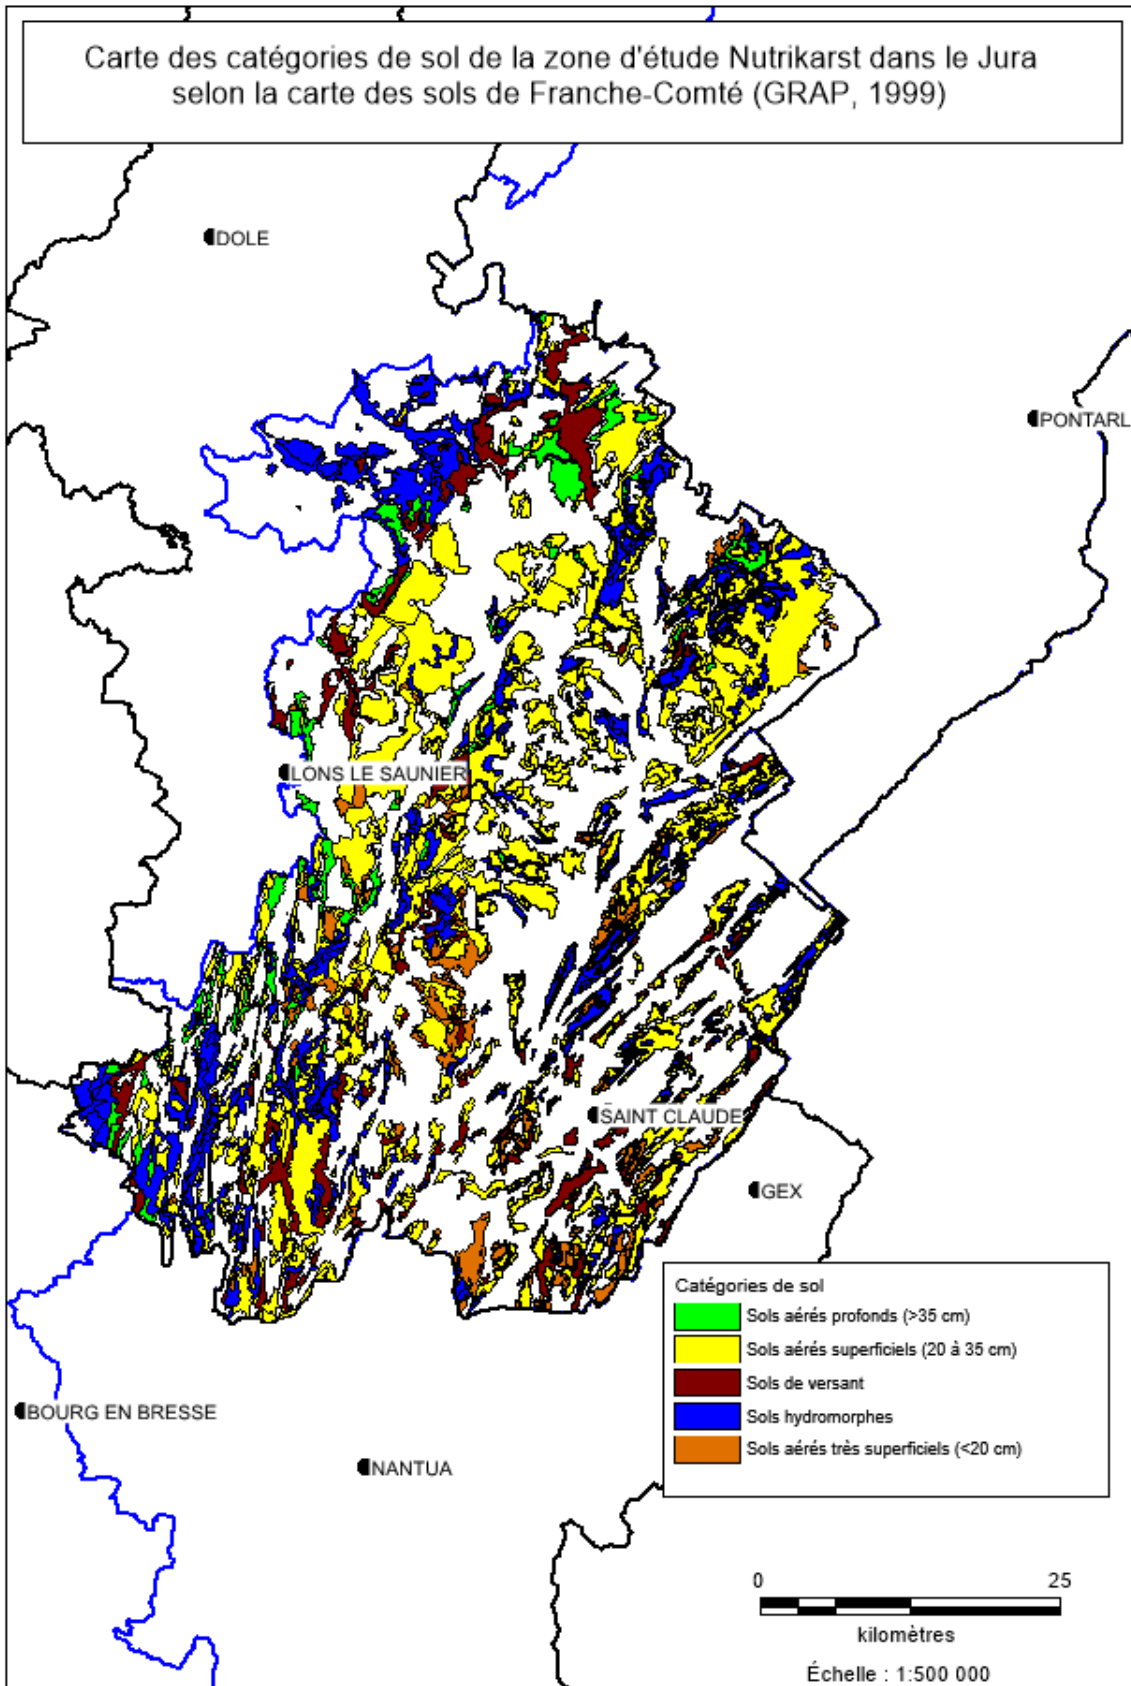 Carte des catégories de sol de la zone d'étude Nutrikarst dans le Jura
selon la carte des sols de Franche-Comté (GRAP, 1999)
DOLE
PONTARL
LONS LE SAUNIER
SAINT CLAUDE
GEX
Catégories de sol
Sols aérés profonds (>35 cm)
Sols aérés superficiels (20 à 35 cm)
Sols de versant
Sols hydromorphes
Sols aérés très superficiels (<20 cm)
BOURG EN BRESSE
NANTUA
0 25
kilomètres
Échelle : 1:500 000